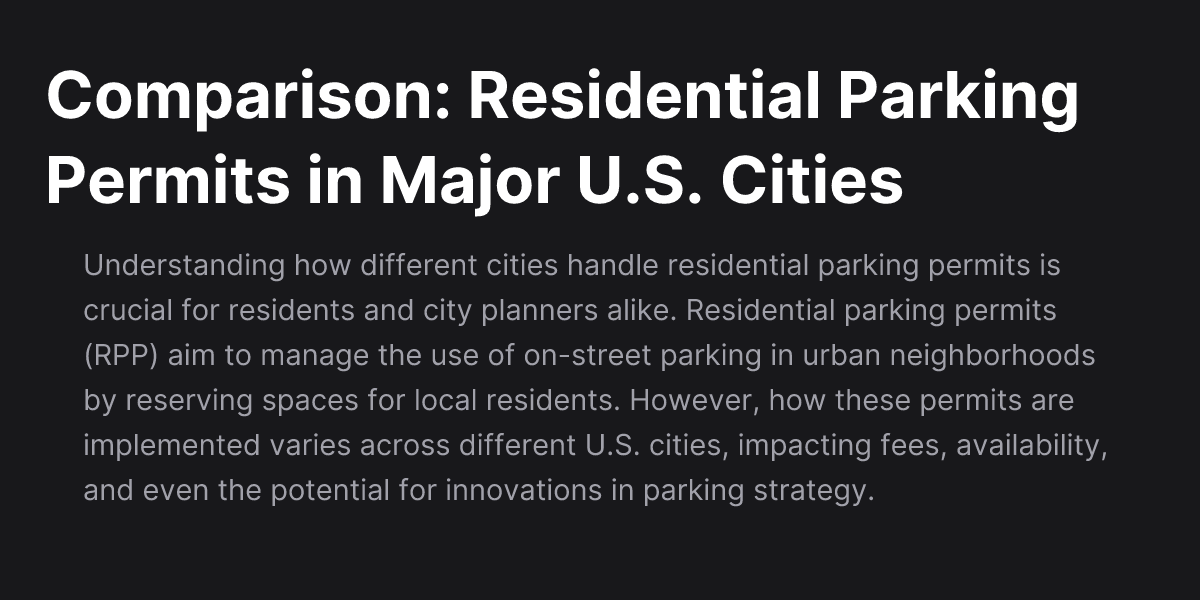 Comparison: Residential Parking
Permits in Major U.S. Cities
Understanding how different cities handle residential parking permits is
crucial for residents and city planners alike. Residential parking permits
(RPP) aim to manage the use of on-street parking in urban neighborhoods
by reserving spaces for local residents. However, how these permits are
implemented varies across different U.S. cities, impacting fees, availability,
and even the potential for innovations in parking strategy.